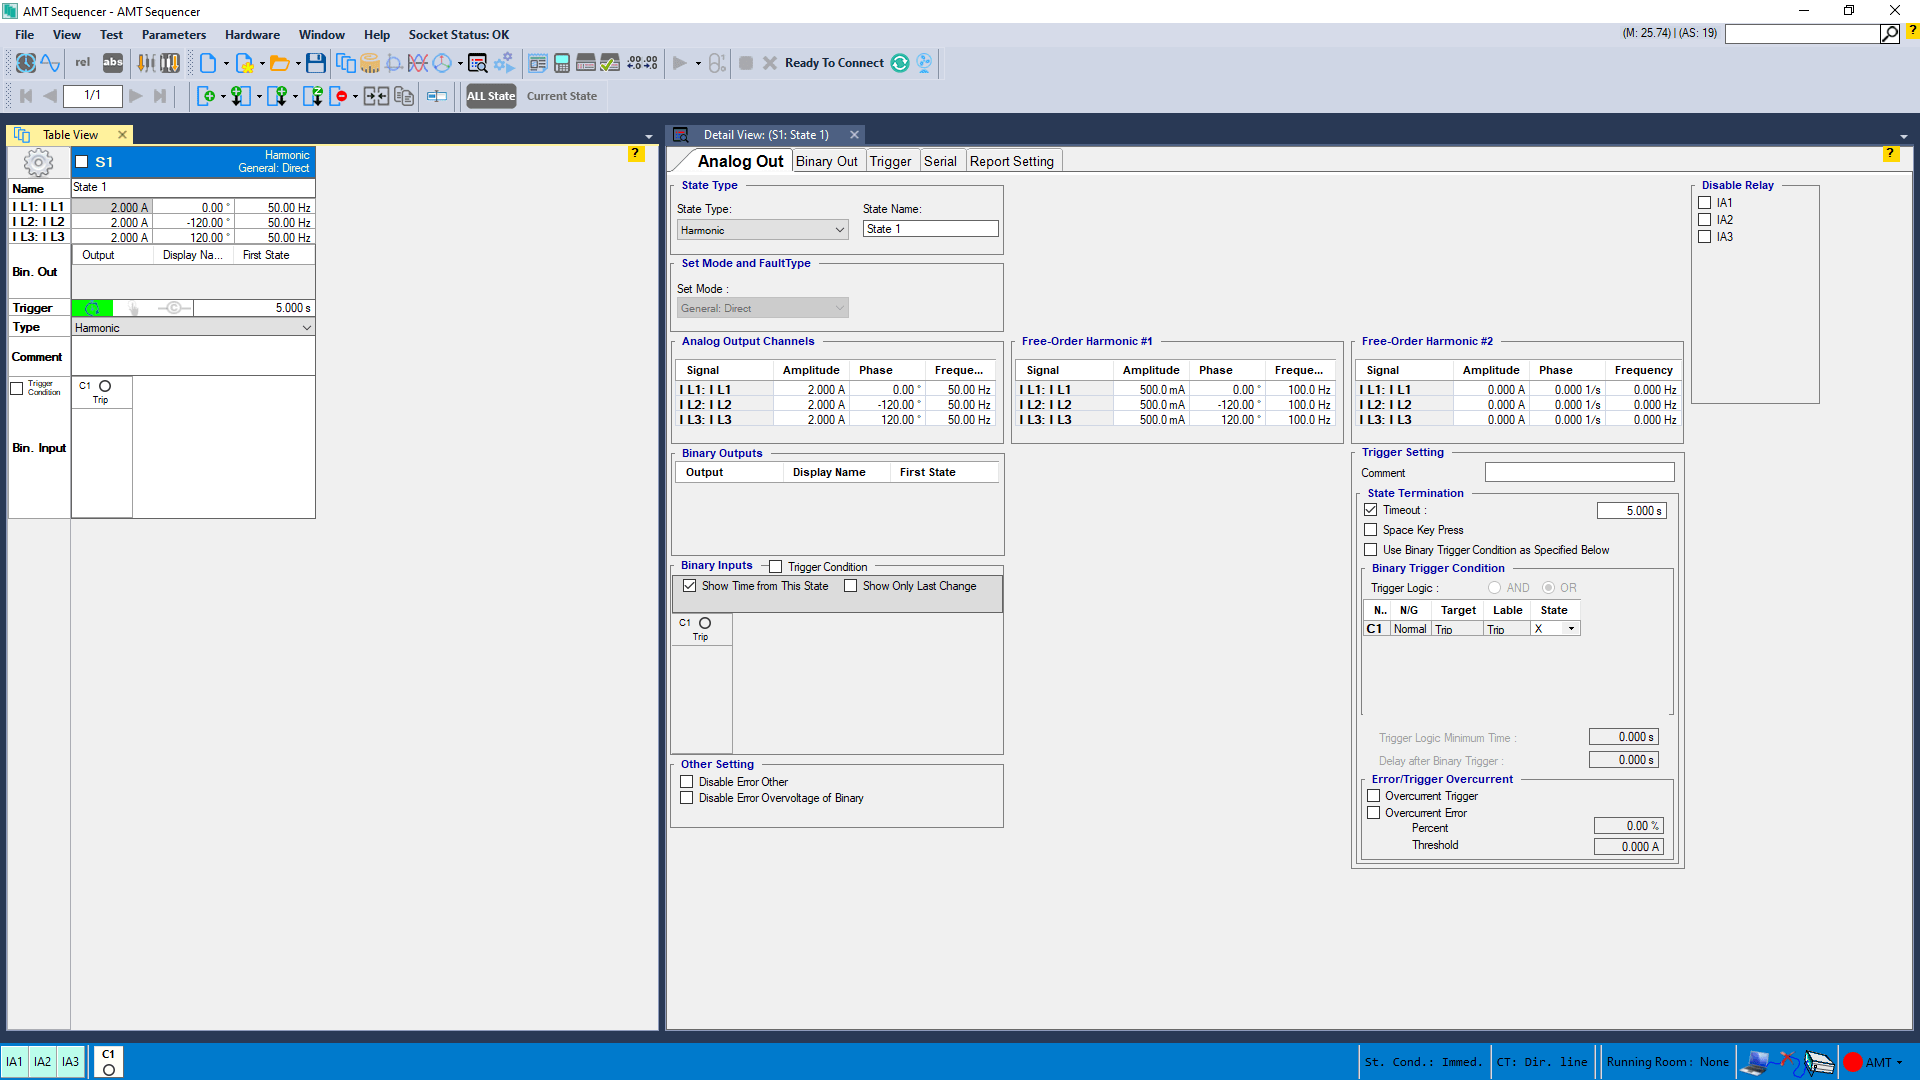 AMT Sequencer - AMT Sequencer
File View Test Parameters Hardware Window Help Socket Status: OK
(M: 25.74) | (AS: 19)
?
rel abs Ready To Connect
1/1 ALL State Current State
Table View
Detail View: (S1: State 1)
?
S1 Harmonic
General: Direct
Name State 1
I L1: I L1 2.000 A 0.00 ° 50.00 Hz
I L2: I L2 2.000 A -120.00 ° 50.00 Hz
I L3: I L3 2.000 A 120.00 ° 50.00 Hz
Bin. Out Output Display Na... First State
Trigger 5.000 s
Type Harmonic
Comment
Trigger Condition
C1
Trip
Bin. Input
Analog Out Binary Out Trigger Serial Report Setting
?
State Type
State Type: State Name:
Harmonic State 1
Set Mode and FaultType
Set Mode :
General: Direct
Analog Output Channels
Signal Amplitude Phase Freque...
I L1: I L1 2.000 A 0.00 ° 50.00 Hz
I L2: I L2 2.000 A -120.00 ° 50.00 Hz
I L3: I L3 2.000 A 120.00 ° 50.00 Hz
Free-Order Harmonic #1
Signal Amplitude Phase Freque...
I L1: I L1 500.0 mA 0.00 ° 100.0 Hz
I L2: I L2 500.0 mA -120.00 ° 100.0 Hz
I L3: I L3 500.0 mA 120.00 ° 100.0 Hz
Free-Order Harmonic #2
Signal Amplitude Phase Frequency
I L1: I L1 0.000 A 0.000 1/s 0.000 Hz
I L2: I L2 0.000 A 0.000 1/s 0.000 Hz
I L3: I L3 0.000 A 0.000 1/s 0.000 Hz
Disable Relay
IA1
IA2
IA3
Binary Outputs
Output Display Name First State
Binary Inputs Trigger Condition
Show Time from This State Show Only Last Change
C1
Trip
Other Setting
Disable Error Other
Disable Error Overvoltage of Binary
Trigger Setting
Comment
State Termination
Timeout : 5.000 s
Space Key Press
Use Binary Trigger Condition as Specified Below
Binary Trigger Condition
Trigger Logic : AND OR
N.. N/G Target Lable State
C1 Normal Trip Trip X
Trigger Logic Minimum Time : 0.000 s
Delay after Binary Trigger : 0.000 s
Error/Trigger Overcurrent
Overcurrent Trigger
Overcurrent Error
Percent 0.00 %
Threshold 0.000 A
IA1 IA2 IA3 C1
St. Cond.: Immed. CT: Dir. line Running Room: None AMT